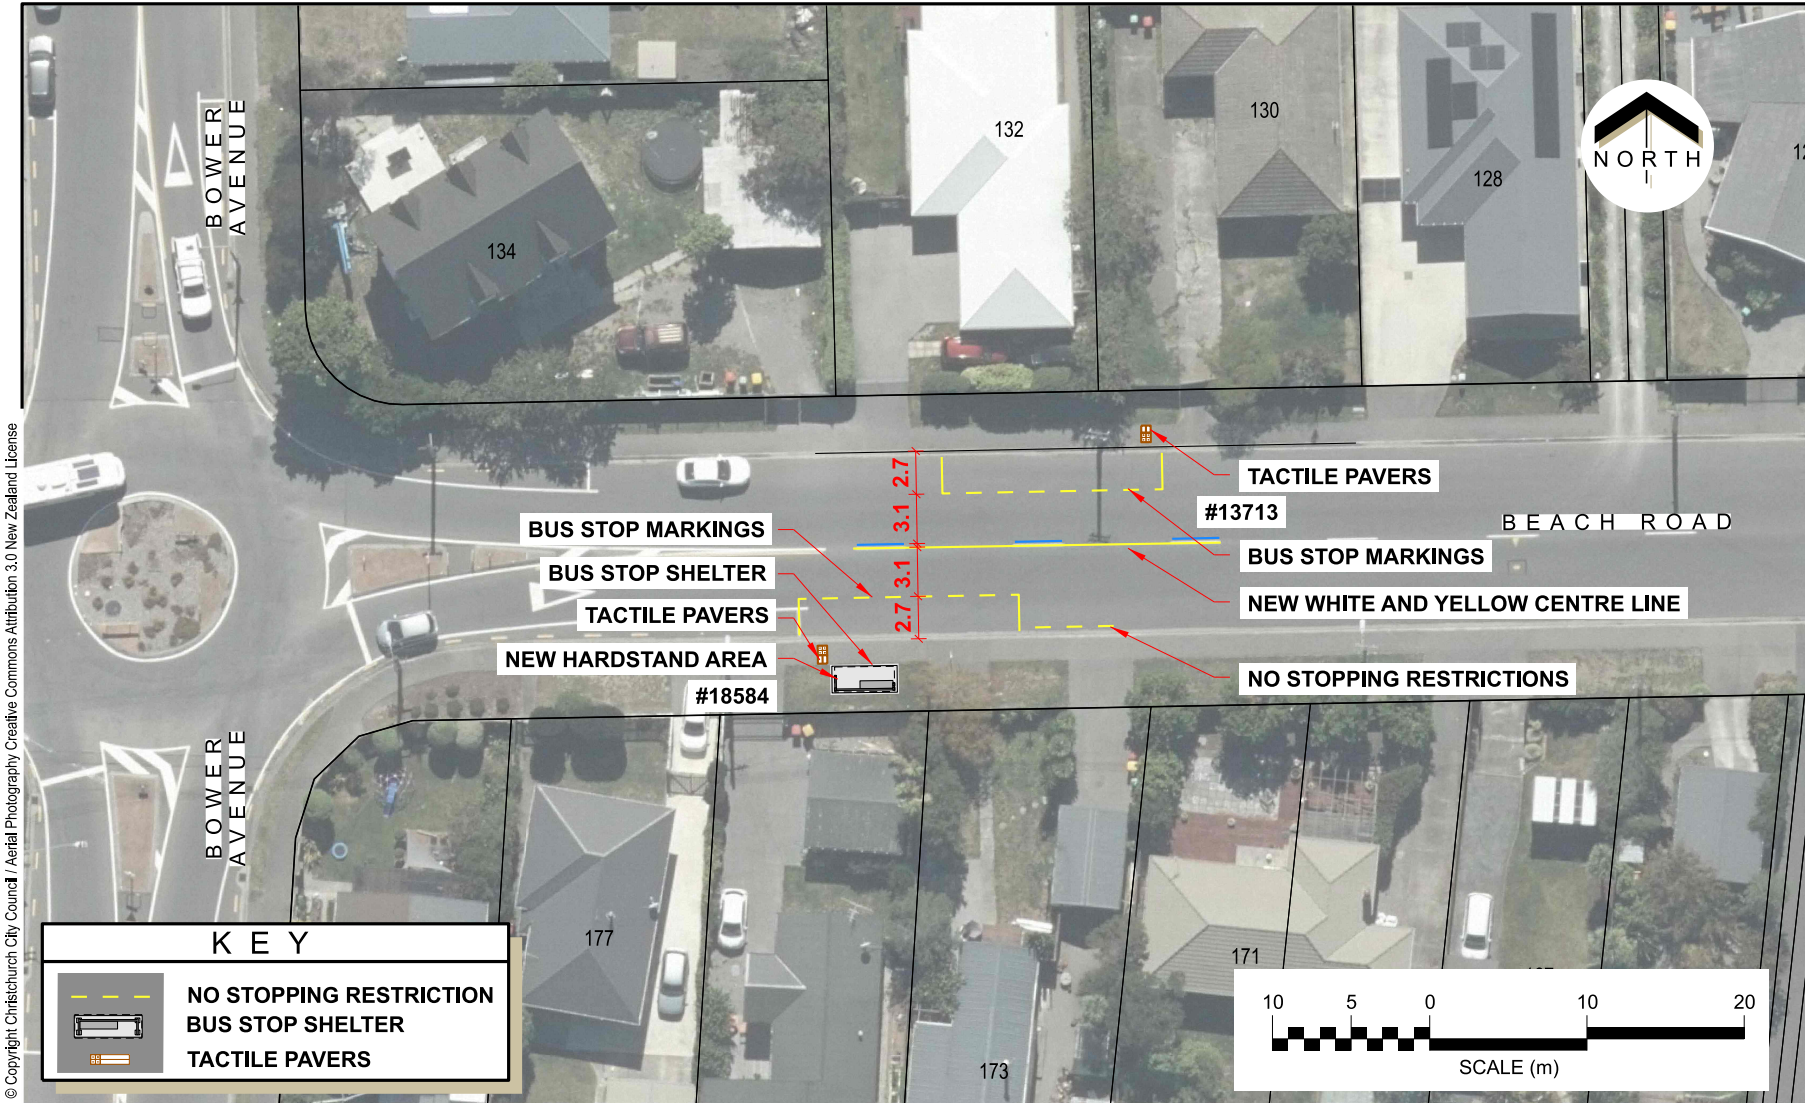 BOWER
AVENUE
134
132
130
128
NORTH
TACTILE PAVERS
#13713
BEACH ROAD
BUS STOP MARKINGS
NEW WHITE AND YELLOW CENTRE LINE
NO STOPPING RESTRICTIONS
2.7
3.1
3.1
2.7
BUS STOP MARKINGS
BUS STOP SHELTER
TACTILE PAVERS
NEW HARDSTAND AREA
#18584
BOWER
AVENUE
177
173
171
KEY
NO STOPPING RESTRICTION
BUS STOP SHELTER
TACTILE PAVERS
10 5 0 10 20
SCALE (m)
© Copyright Christchurch City Council / Aerial Photography Creative Commons Attribution 3.0 New Zealand License